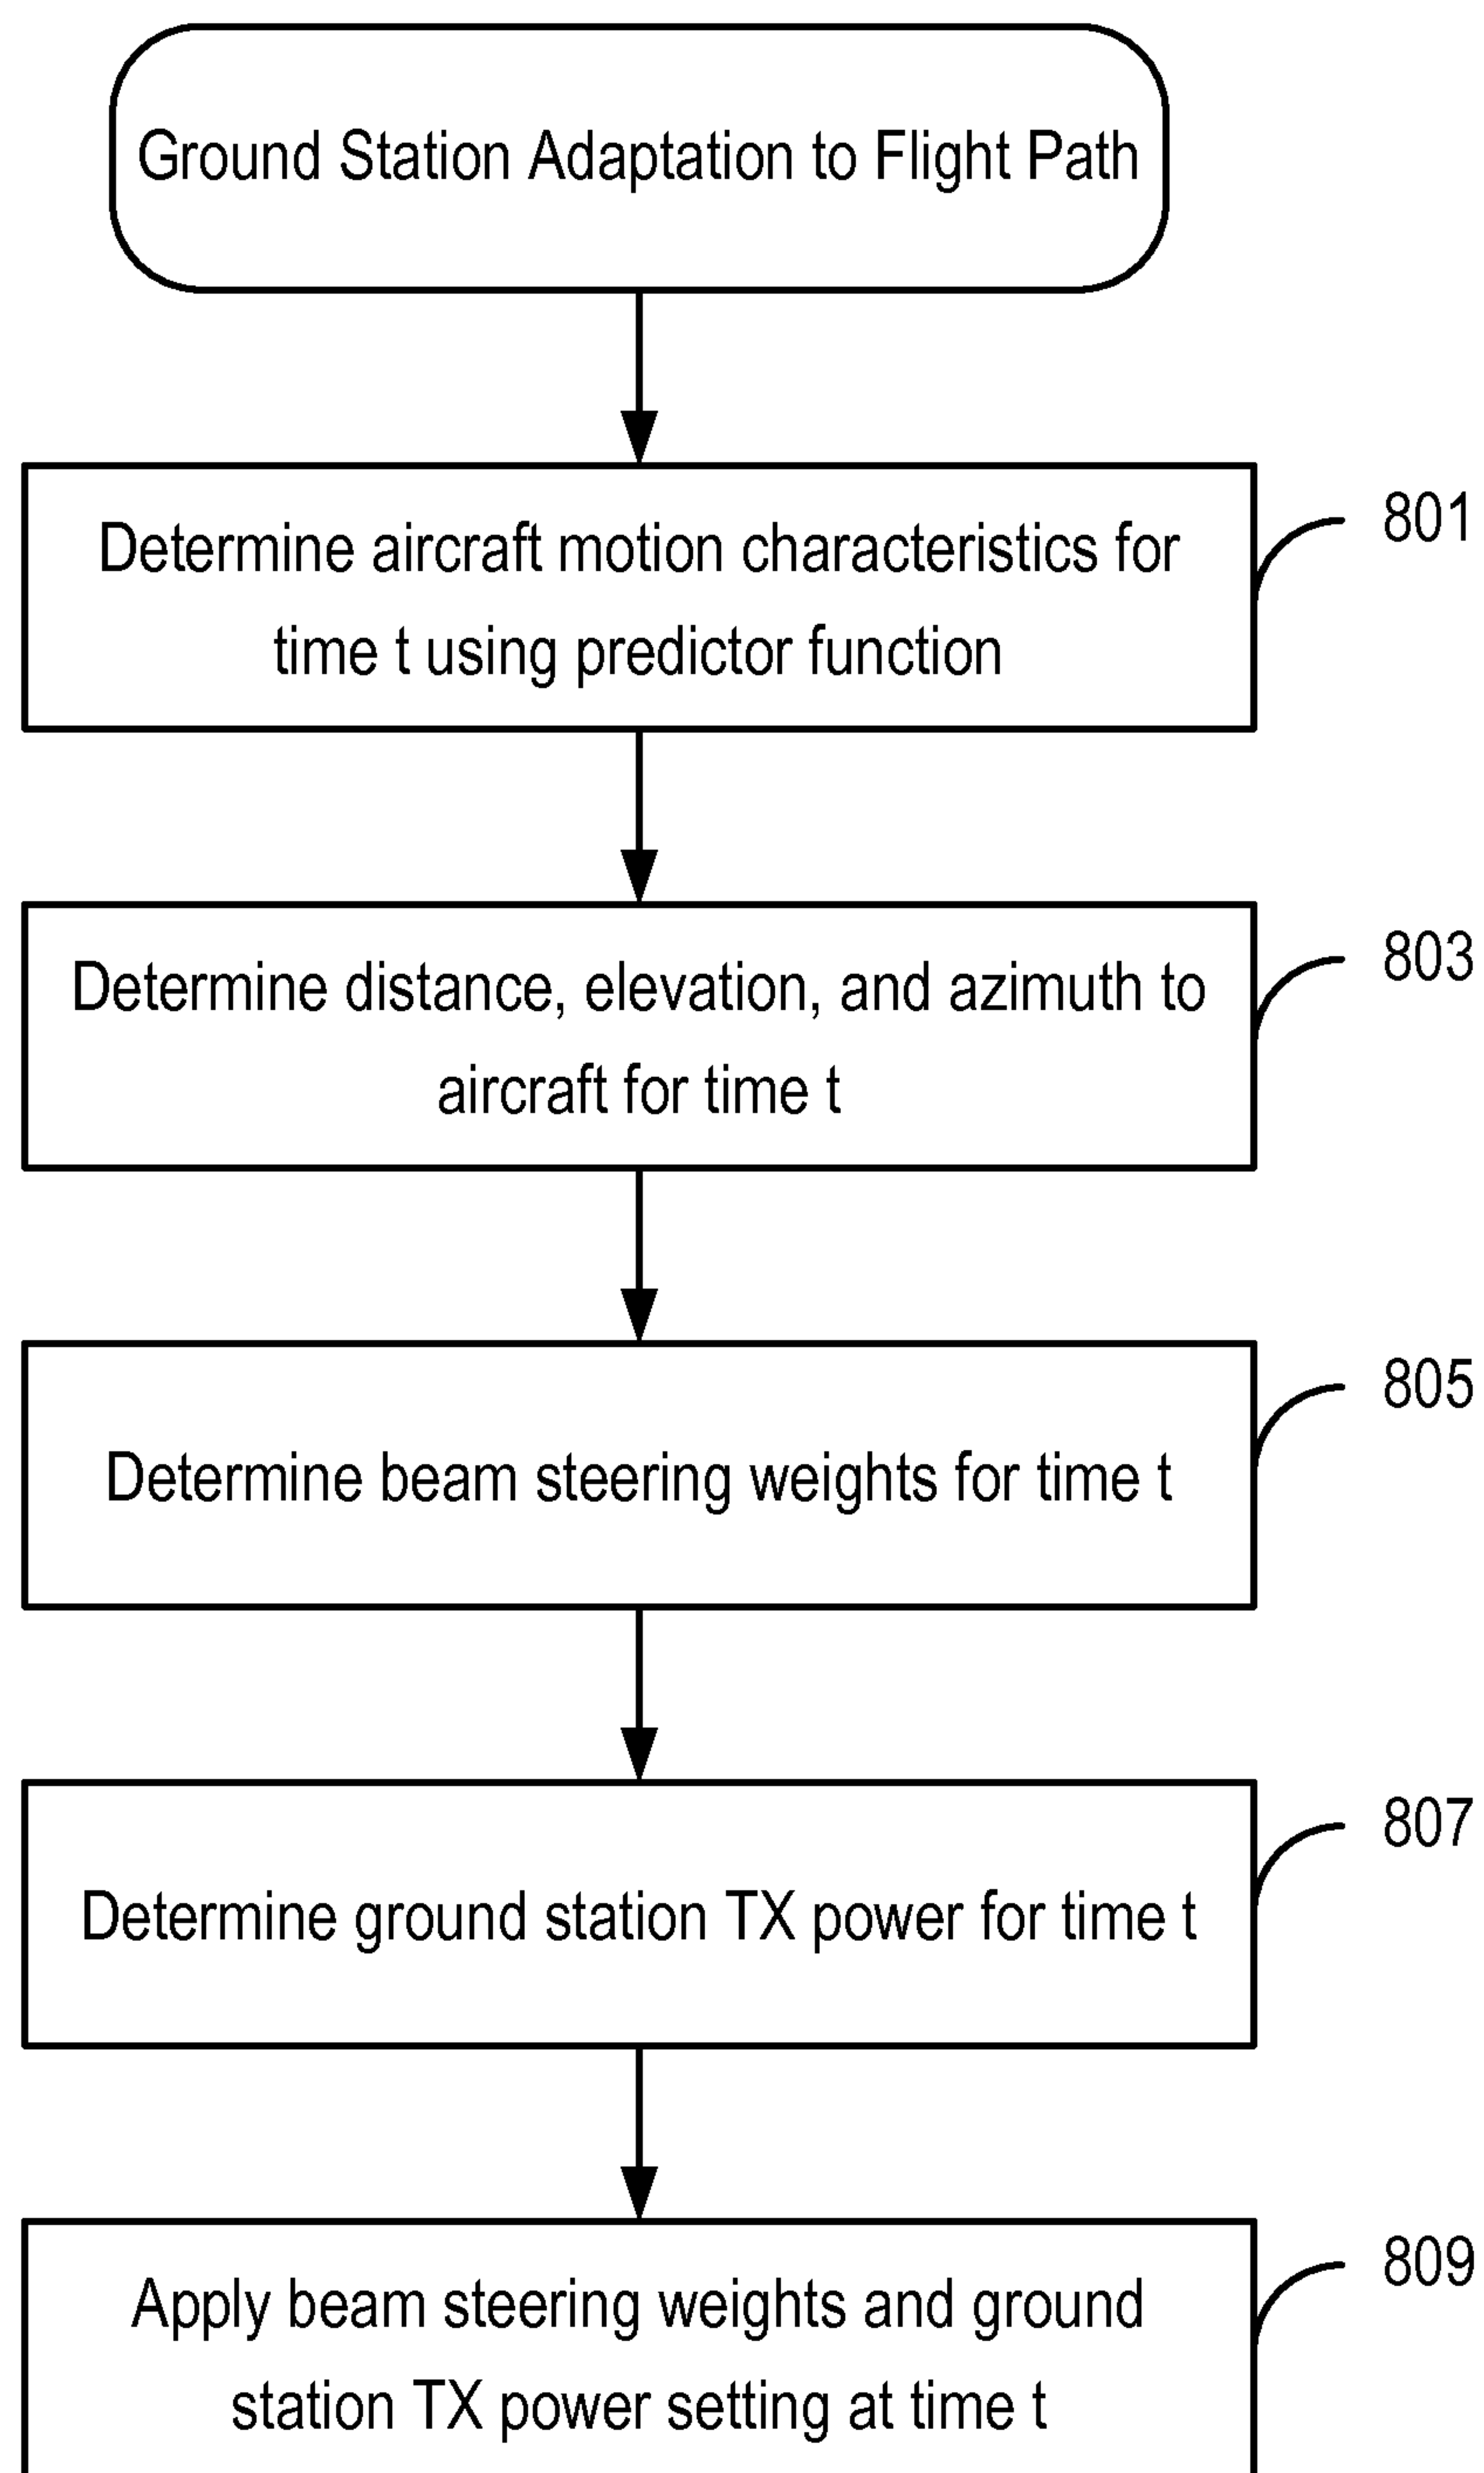 Ground Station Adaptation to Flight Path
Determine aircraft motion characteristics for
time t using predictor function
801
Determine distance, elevation, and azimuth to
aircraft for time t
803
Determine beam steering weights for time t
805
Determine ground station TX power for time t
807
Apply beam steering weights and ground
station TX power setting at time t
809